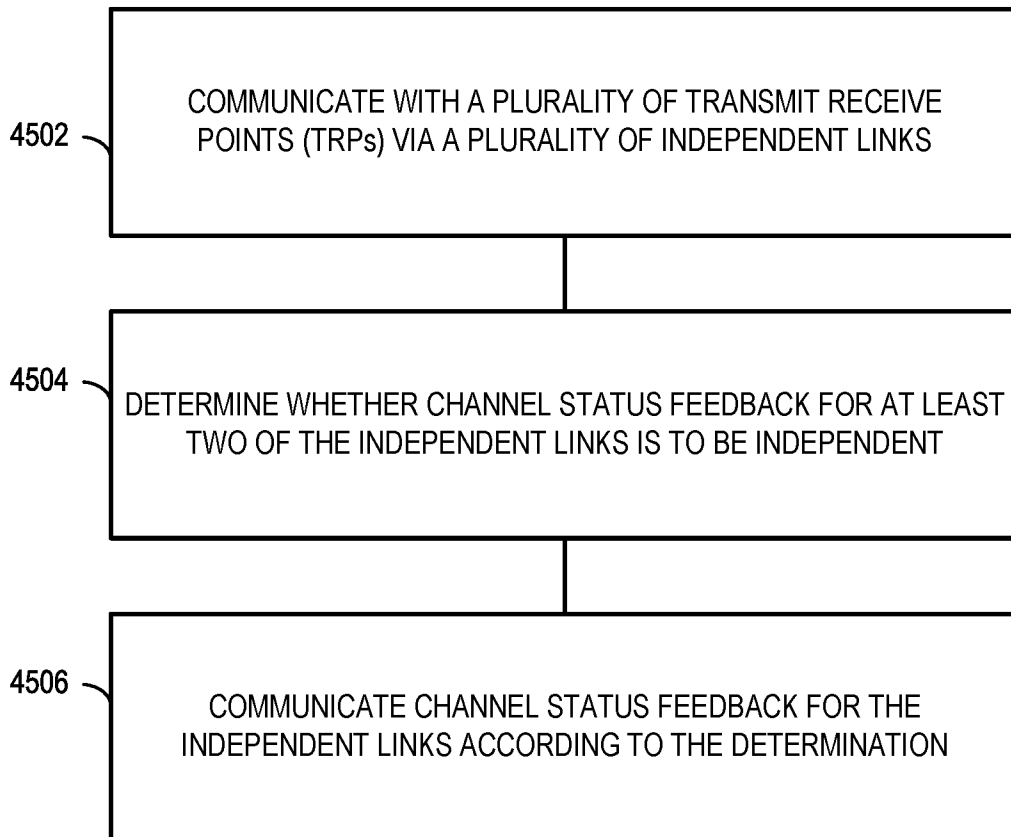 4502
COMMUNICATE WITH A PLURALITY OF TRANSMIT RECEIVE
POINTS (TRPs) VIA A PLURALITY OF INDEPENDENT LINKS
4504
DETERMINE WHETHER CHANNEL STATUS FEEDBACK FOR AT LEAST
TWO OF THE INDEPENDENT LINKS IS TO BE INDEPENDENT
4506
COMMUNICATE CHANNEL STATUS FEEDBACK FOR THE
INDEPENDENT LINKS ACCORDING TO THE DETERMINATION